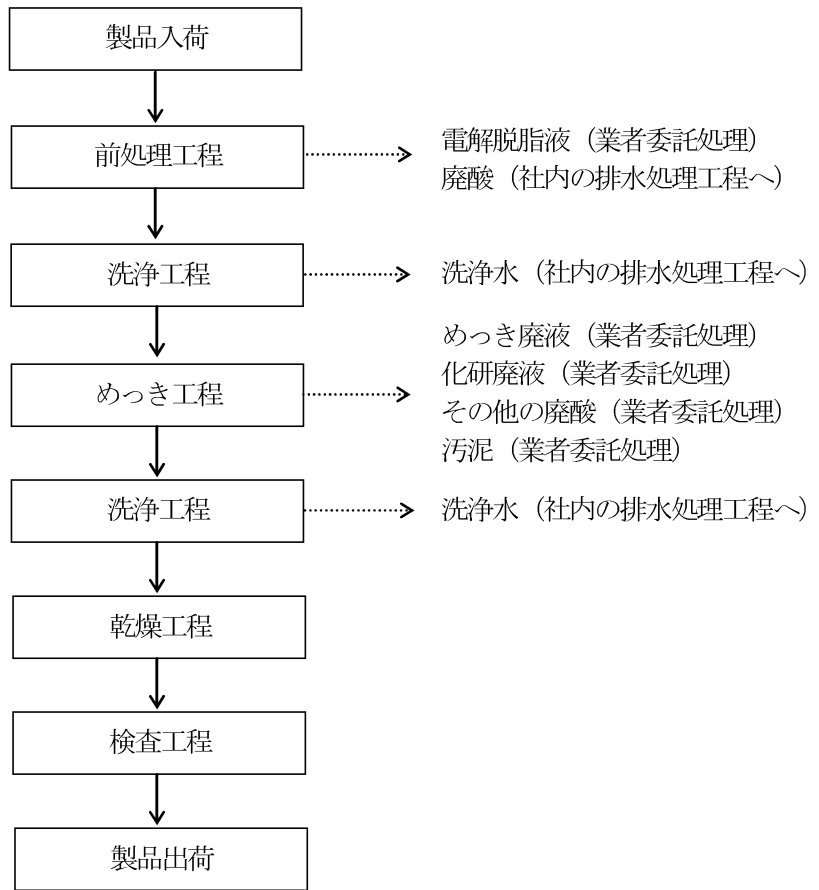 製品入荷
前処理工程
電解脱脂液（業者委託処理）
廃酸（社内の排水処理工程へ）
洗浄工程
洗浄水（社内の排水処理工程へ）
めっき工程
めっき廃液（業者委託処理）
化研廃液（業者委託処理）
その他の廃酸（業者委託処理）
汚泥（業者委託処理）
洗浄工程
洗浄水（社内の排水処理工程へ）
乾燥工程
検査工程
製品出荷